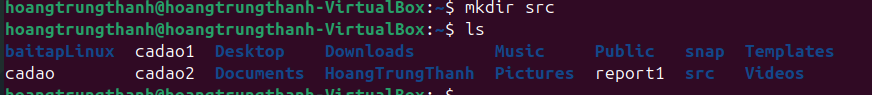 hoangtrungthanh@hoangtrungthanh-VirtualBox:~$ mkdir src
hoangtrungthanh@hoangtrungthanh-VirtualBox:~$ ls
baitapLinux  cadao1  Desktop    Downloads        Music     Public   snap  Templates
cadao        cadao2  Documents  HoangTrungThanh  Pictures  report1  src   Videos
hoangtrungthanh@hoangtrungthanh-VirtualBox:~$